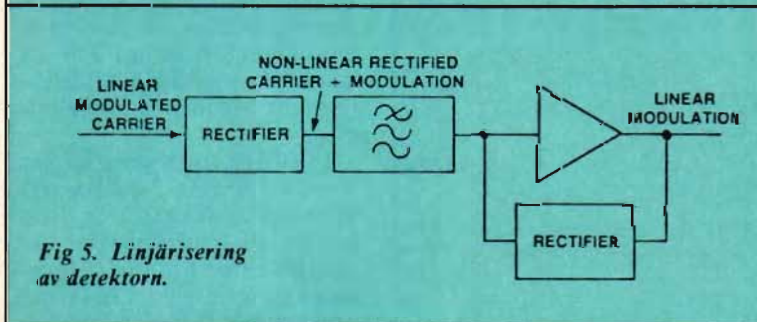 NON-LINEAR RECTIFIED
CARRIER + MODULATION
LINEAR
MODULATED
CARRIER
RECTIFIER
LINEAR
MODULATION
RECTIFIER
Fig 5. Linjärisering
av detektorn.